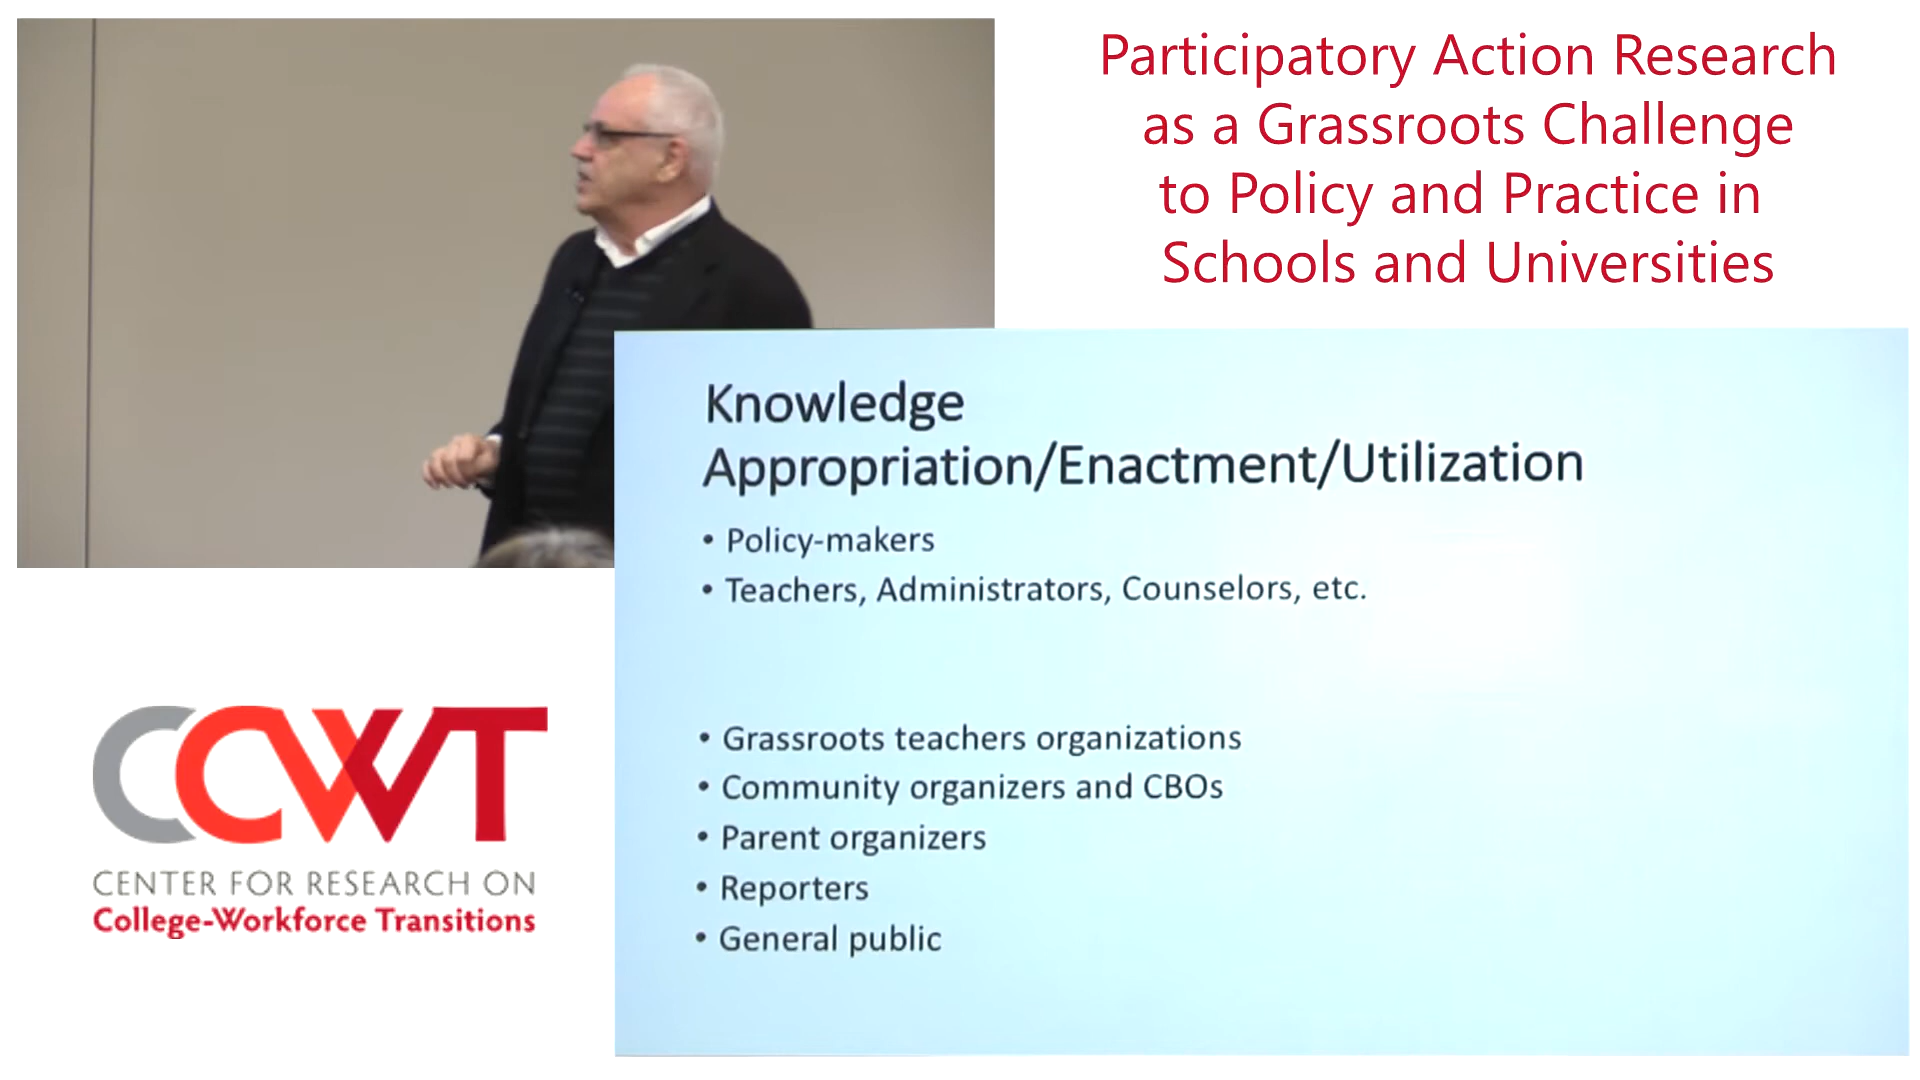 Participatory Action Research
as a Grassroots Challenge
to Policy and Practice in
Schools and Universities
Knowledge
Appropriation/Enactment/Utilization
• Policy-makers
• Teachers, Administrators, Counselors, etc.
• Grassroots teachers organizations
• Community organizers and CBOs
• Parent organizers
• Reporters
• General public
CCWT
CENTER FOR RESEARCH ON
College-Workforce Transitions